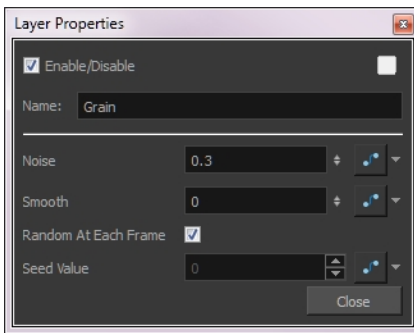 Layer Properties
Enable/Disable
Name: Grain
Noise 0.3
Smooth 0
Random At Each Frame
Seed Value 0
Close